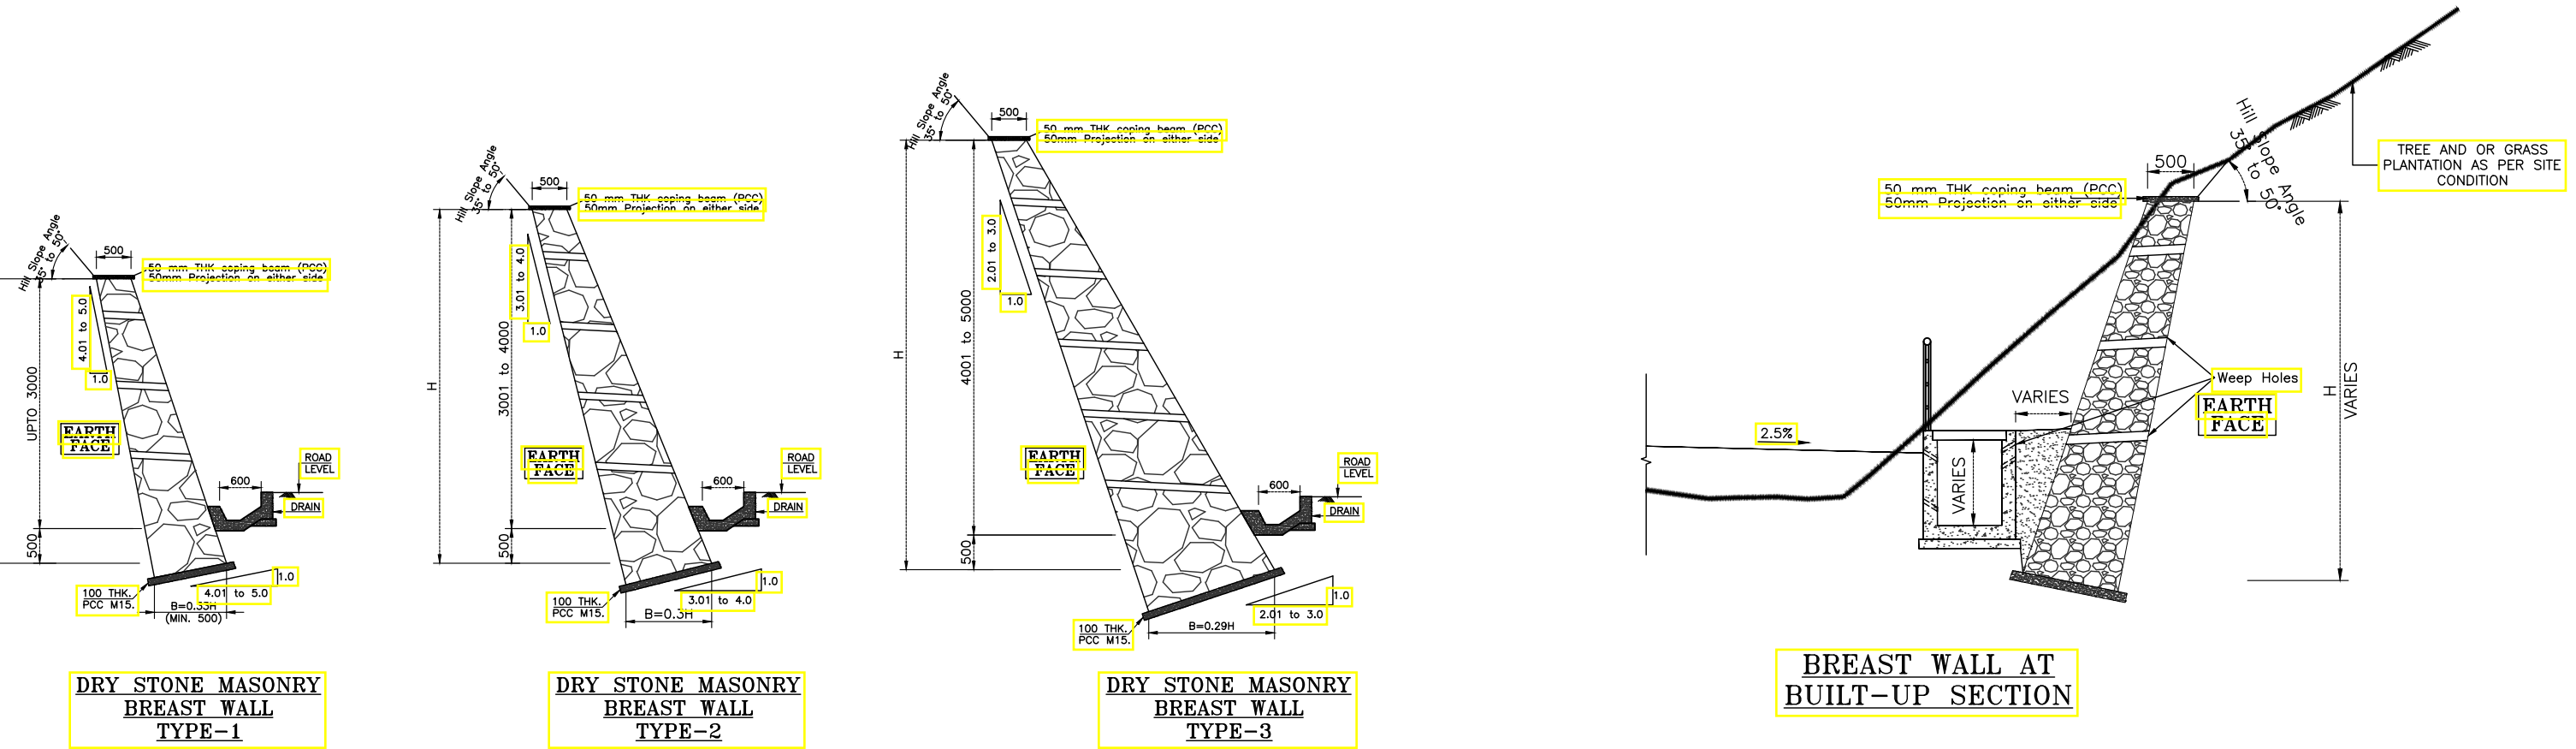 Hill Slope Angle
35° to 50°
500
50 mm THK coping beam (PCC)
50mm Projection on either side
4.01 to 5.0
1.0
UPTO 3000
EARTH
FACE
ROAD
LEVEL
600
DRAIN
500
1.0
4.01 to 5.0
100 THK.
PCC M15.
B=0.33H
(MIN. 500)
DRY STONE MASONRY
BREAST WALL
TYPE-1
Hill Slope Angle
35° to 50°
500
50 mm THK coping beam (PCC)
50mm Projection on either side
3.01 to 4.0
1.0
H
3001 to 4000
EARTH
FACE
ROAD
LEVEL
600
DRAIN
500
1.0
3.01 to 4.0
100 THK.
PCC M15.
B=0.3H
DRY STONE MASONRY
BREAST WALL
TYPE-2
Hill Slope Angle
35° to 50°
500
50 mm THK coping beam (PCC)
50mm Projection on either side
2.01 to 3.0
1.0
H
4001 to 5000
EARTH
FACE
ROAD
LEVEL
600
DRAIN
500
1.0
2.01 to 3.0
100 THK.
PCC M15.
B=0.29H
DRY STONE MASONRY
BREAST WALL
TYPE-3
Hill Slope Angle
35° to 50°
500
50 mm THK coping beam (PCC)
50mm Projection on either side
TREE AND OR GRASS
PLANTATION AS PER SITE
CONDITION
Weep Holes
VARIES
H
VARIES
EARTH
FACE
2.5%
VARIES
BREAST WALL AT
BUILT-UP SECTION